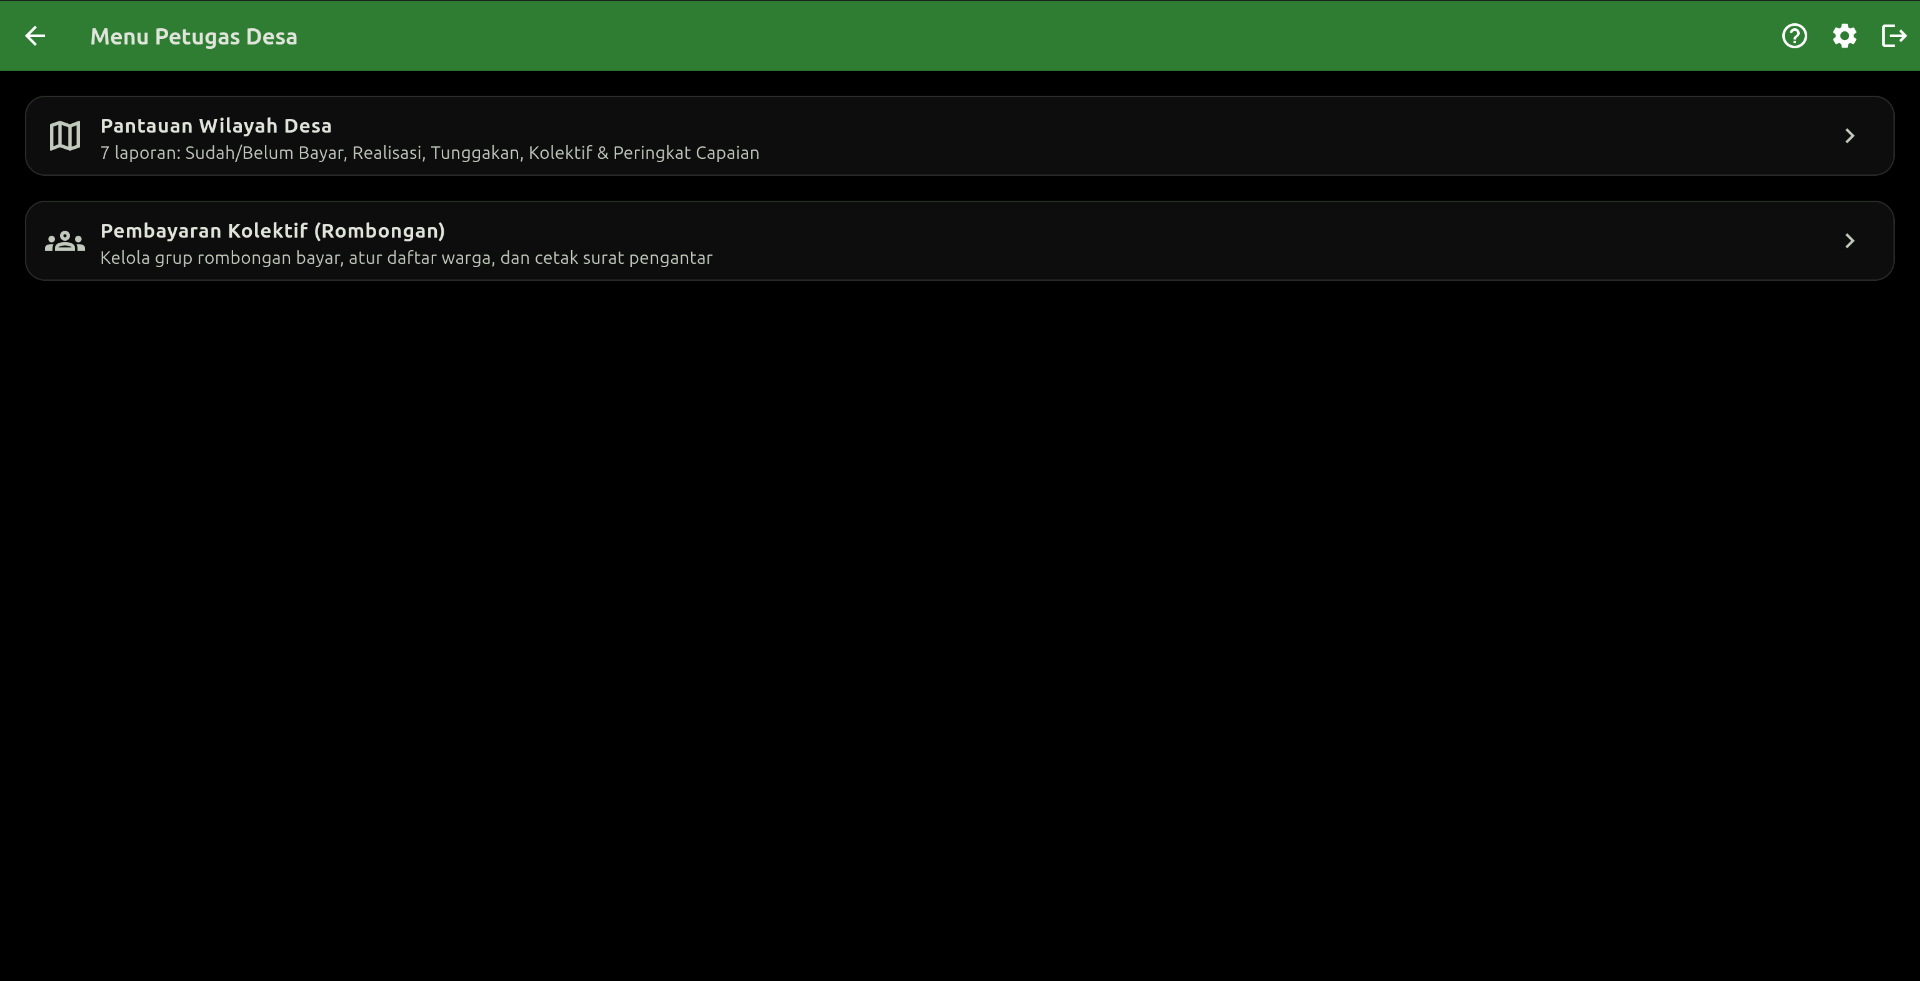 Menu Petugas Desa
Pantauan Wilayah Desa
7 laporan: Sudah/Belum Bayar, Realisasi, Tunggakan, Kolektif & Peringkat Capaian
Pembayaran Kolektif (Rombongan)
Kelola grup rombongan bayar, atur daftar warga, dan cetak surat pengantar